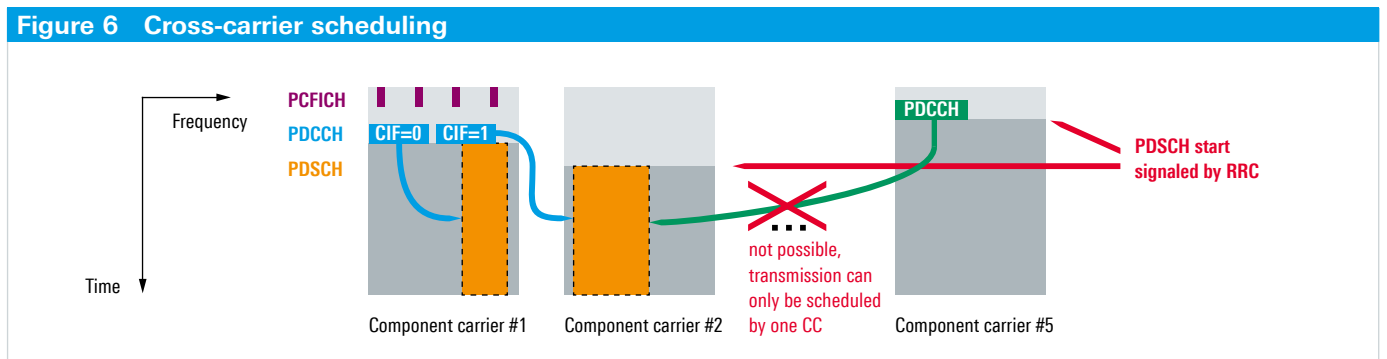 Figure 6 Cross-carrier scheduling
Frequency
Time
PCFICH
PDCCH
PDSCH
CIF=0
CIF=1
PDCCH
PDSCH start
signaled by RRC
...
not possible,
transmission can
only be scheduled
by one CC
Component carrier #1
Component carrier #2
Component carrier #5